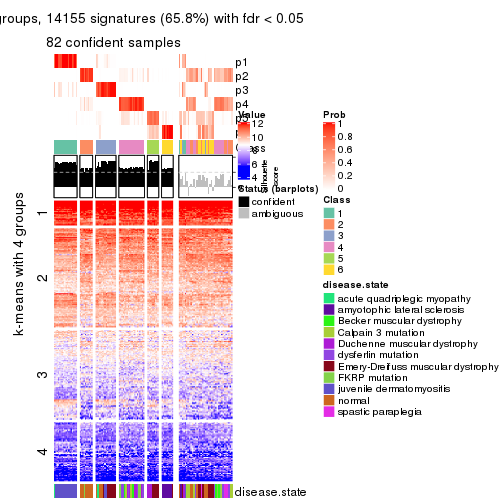 groups, 14155 signatures (65.8%) with fdr < 0.05
82 confident samples
p1
p2
p3
p4
Value
12
10
8
6
4
Silhouette
score
Status (barplots)
confident
ambiguous
Prob
1
0.8
0.6
0.4
0.2
0
Class
1
2
3
4
5
6
disease.state
acute quadriplegic myopathy
amyotophic lateral sclerosis
Becker muscular dystrophy
Calpain 3 mutation
Duchenne muscular dystrophy
dysferlin mutation
Emery-Dreifuss muscular dystrophy
FKRP mutation
juvenile dermatomyositis
normal
spastic paraplegia
k-means with 4 groups
1
2
3
4
disease.state